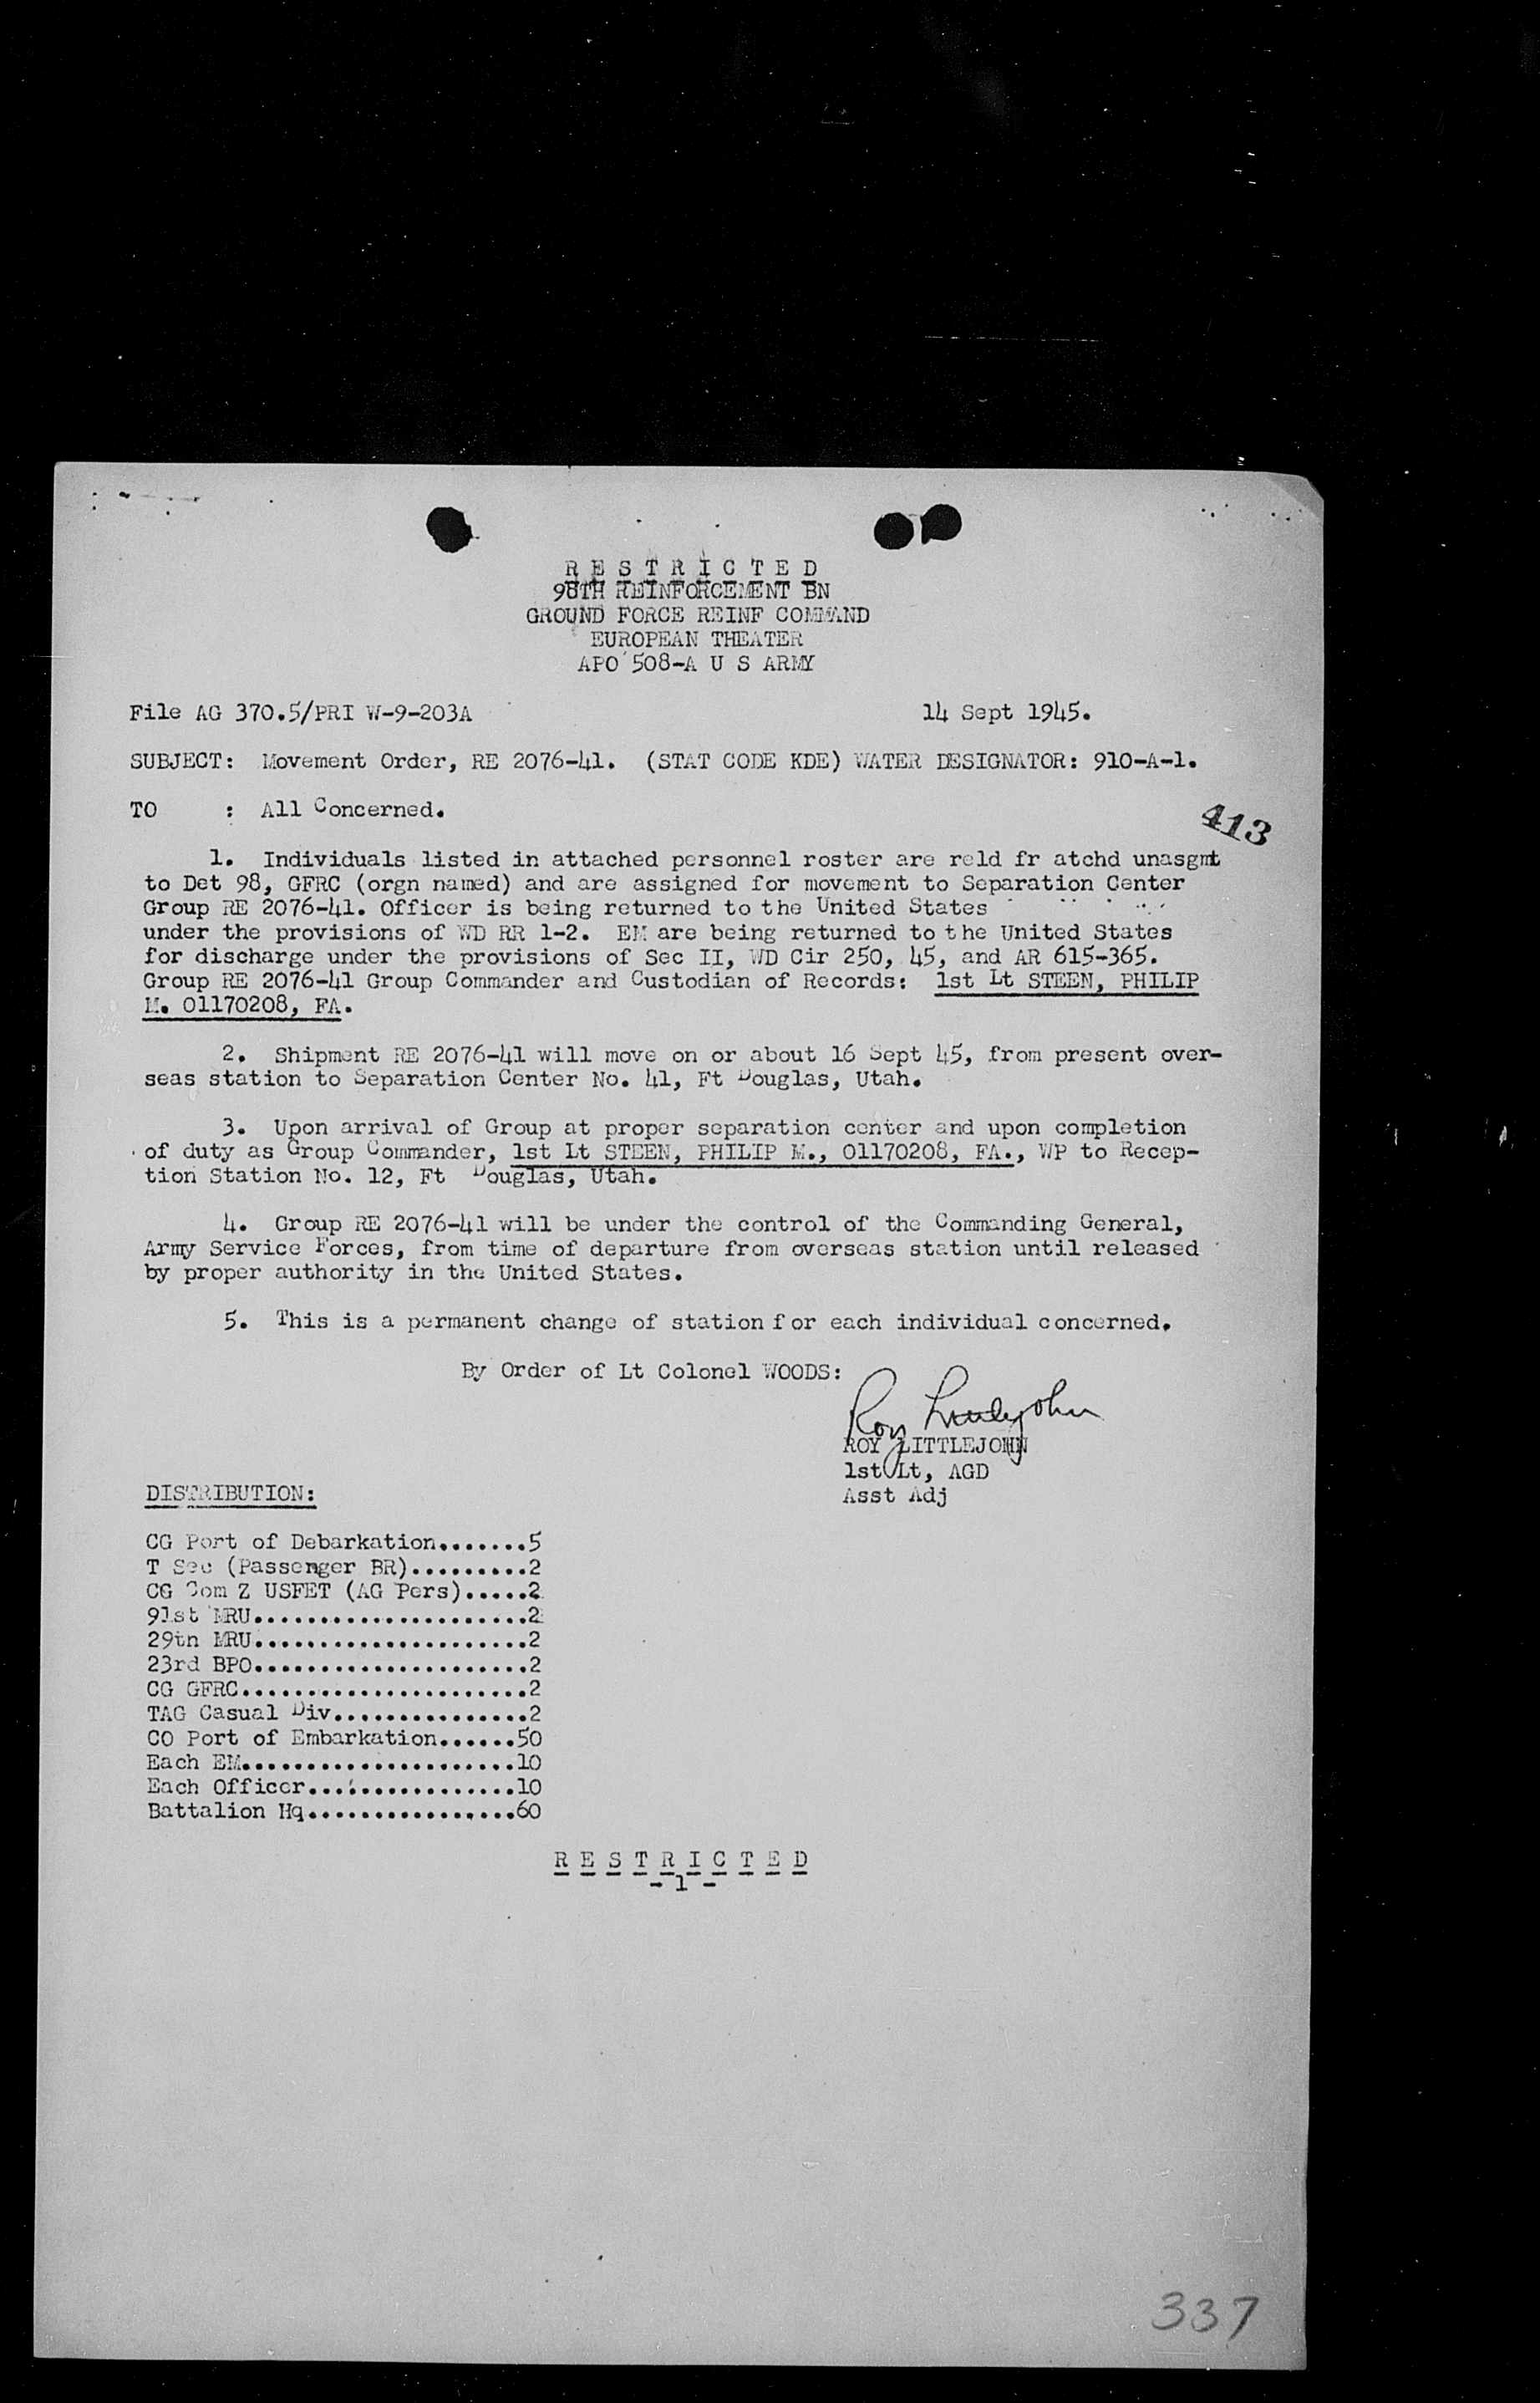 R E S T R I C T E D
98TH REINFORCEMENT BN
GROUND FORCE REINF COMMAND
EUROPEAN THEATER
APO 508-A U S ARMY
File AG 370.5/PRI W-9-203A 14 Sept 1945.
SUBJECT: Movement Order, RE 2076-41. (STAT CODE KDE) WATER DESIGNATOR: 910-A-1.
TO : All Concerned.
413
1. Individuals listed in attached personnel roster are reld fr atchd unasgmt
to Det 98, GFRC (orgn named) and are assigned for movement to Separation Center
Group RE 2076-41. Officer is being returned to the United States
under the provisions of WD RR 1-2. EM are being returned to the United States
for discharge under the provisions of Sec II, WD Cir 250, 45, and AR 615-365.
Group RE 2076-41 Group Commander and Custodian of Records: 1st Lt STEEN, PHILIP
M. 01170208, FA.
2. Shipment RE 2076-41 will move on or about 16 Sept 45, from present over-
seas station to Separation Center No. 41, Ft Douglas, Utah.
3. Upon arrival of Group at proper separation center and upon completion
of duty as Group Commander, 1st Lt STEEN, PHILIP M., 01170208, FA., WP to Recep-
tion Station No. 12, Ft Douglas, Utah.
4. Group RE 2076-41 will be under the control of the Commanding General,
Army Service Forces, from time of departure from overseas station until released
by proper authority in the United States.
5. This is a permanent change of station for each individual concerned.
By Order of Lt Colonel WOODS:
Roy Littlejohn
ROY LITTLEJOHN
1st Lt, AGD
Asst Adj
DISTRIBUTION:
CG Port of Debarkation.......5
T Sec (Passenger BR).........2
CG Com Z USFET (AG Pers).....2
91st MRU.....................2
29th MRU.....................2
23rd BPO.....................2
CG GFRC......................2
TAG Casual Div...............2
CO Port of Embarkation......50
Each EM.....................10
Each Officer................10
Battalion Hq................60
R E S T R I C T E D
- 1 -
337